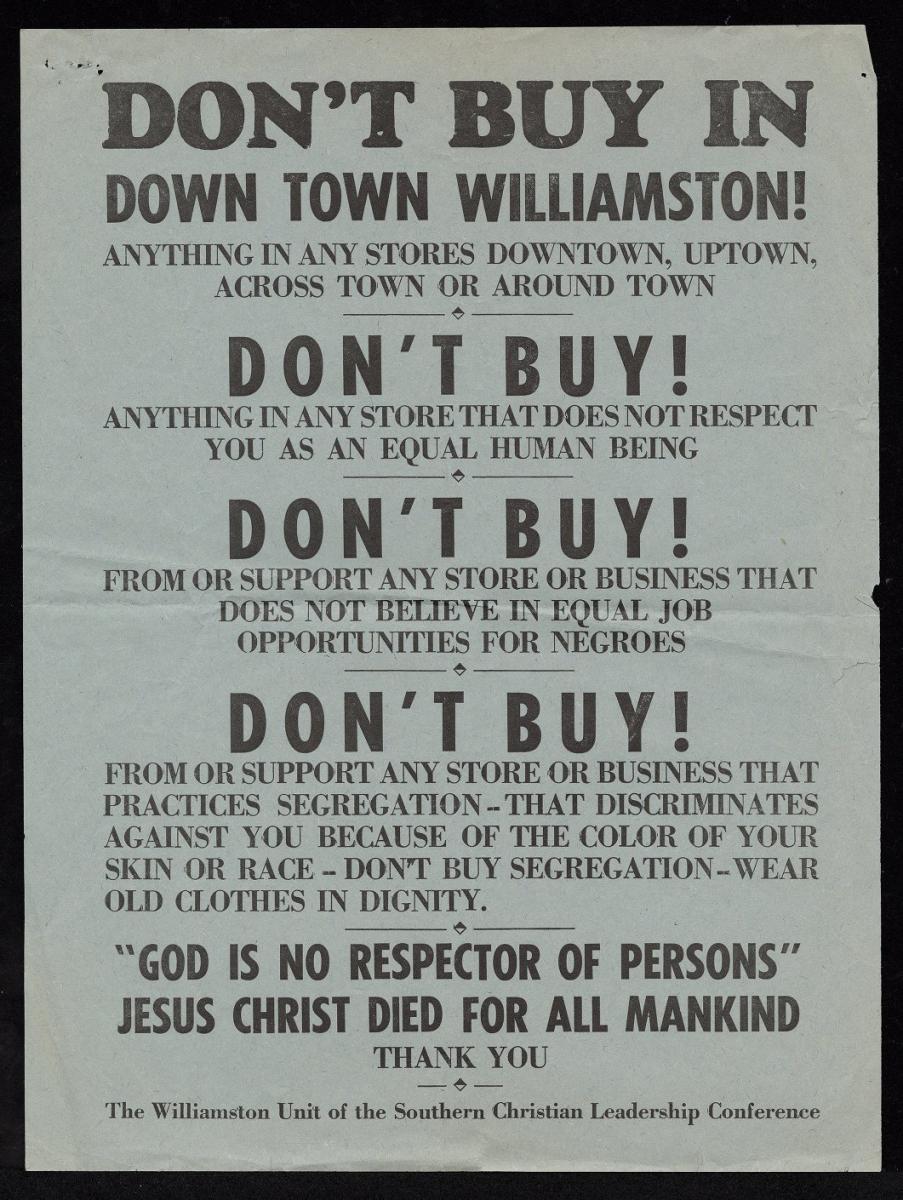 DON'T BUY IN
DOWN TOWN WILLIAMSTON!
ANYTHING IN ANY STORES DOWNTOWN, UPTOWN,
ACROSS TOWN OR AROUND TOWN
DON'T BUY!
ANYTHING IN ANY STORE THAT DOES NOT RESPECT
YOU AS AN EQUAL HUMAN BEING
DON'T BUY!
FROM OR SUPPORT ANY STORE OR BUSINESS THAT
DOES NOT BELIEVE IN EQUAL JOB
OPPORTUNITIES FOR NEGROES
DON'T BUY!
FROM OR SUPPORT ANY STORE OR BUSINESS THAT
PRACTICES SEGREGATION -- THAT DISCRIMINATES
AGAINST YOU BECAUSE OF THE COLOR OF YOUR
SKIN OR RACE -- DON'T BUY SEGREGATION -- WEAR
OLD CLOTHES IN DIGNITY.
"GOD IS NO RESPECTOR OF PERSONS"
JESUS CHRIST DIED FOR ALL MANKIND
THANK YOU
The Williamston Unit of the Southern Christian Leadership Conference